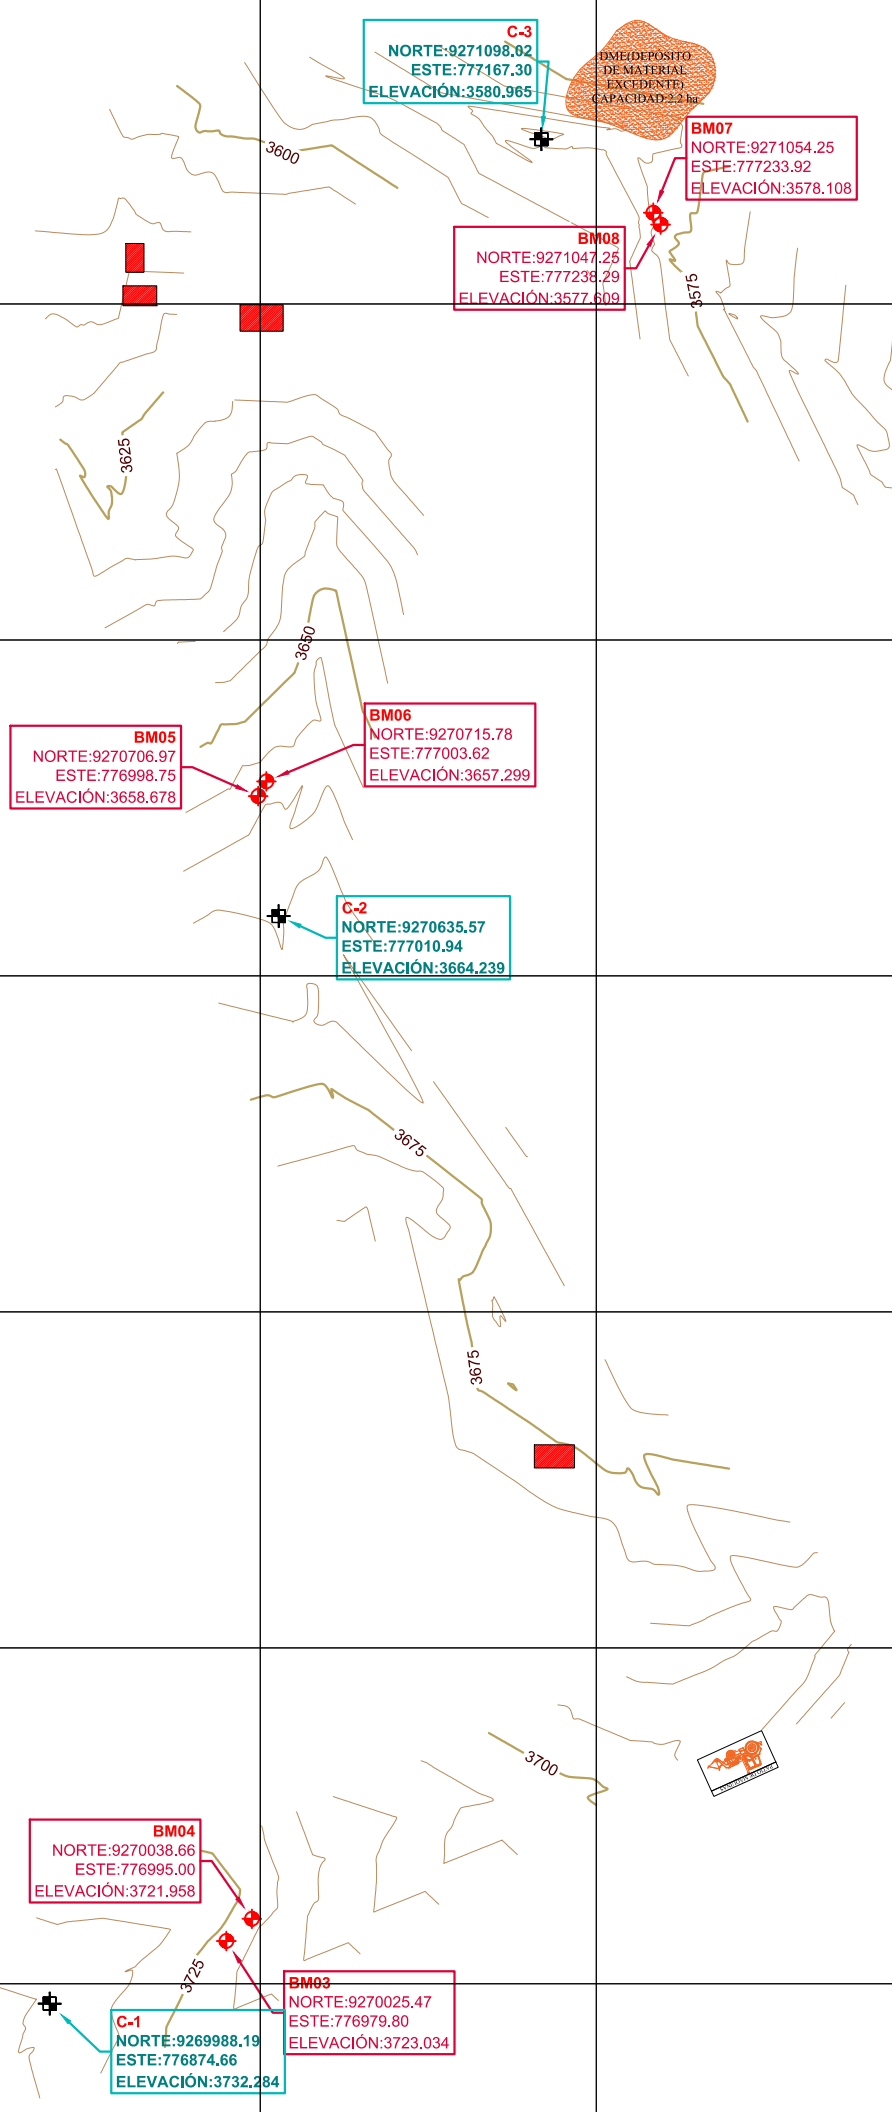 C-3
NORTE:9271098.02
ESTE:777167.30
ELEVACIÓN:3580.965
DME(DEPOSITO
DE MATERIAL
EXCEDENTE)
CAPACIDAD:2.2 ha
BM07
NORTE:9271054.25
ESTE:777233.92
ELEVACIÓN:3578.108
3600
BM08
NORTE:9271047.25
ESTE:777238.29
ELEVACIÓN:3577.609
3575
3625
3650
BM06
NORTE:9270715.78
ESTE:777003.62
ELEVACIÓN:3657.299
BM05
NORTE:9270706.97
ESTE:776998.75
ELEVACIÓN:3658.678
C-2
NORTE:9270635.57
ESTE:777010.94
ELEVACIÓN:3664.239
3675
3675
3700
BM04
NORTE:9270038.66
ESTE:776995.00
ELEVACIÓN:3721.958
3725
BM03
NORTE:9270025.47
ESTE:776979.80
ELEVACIÓN:3723.034
C-1
NORTE:9269988.19
ESTE:776874.66
ELEVACIÓN:3732.284